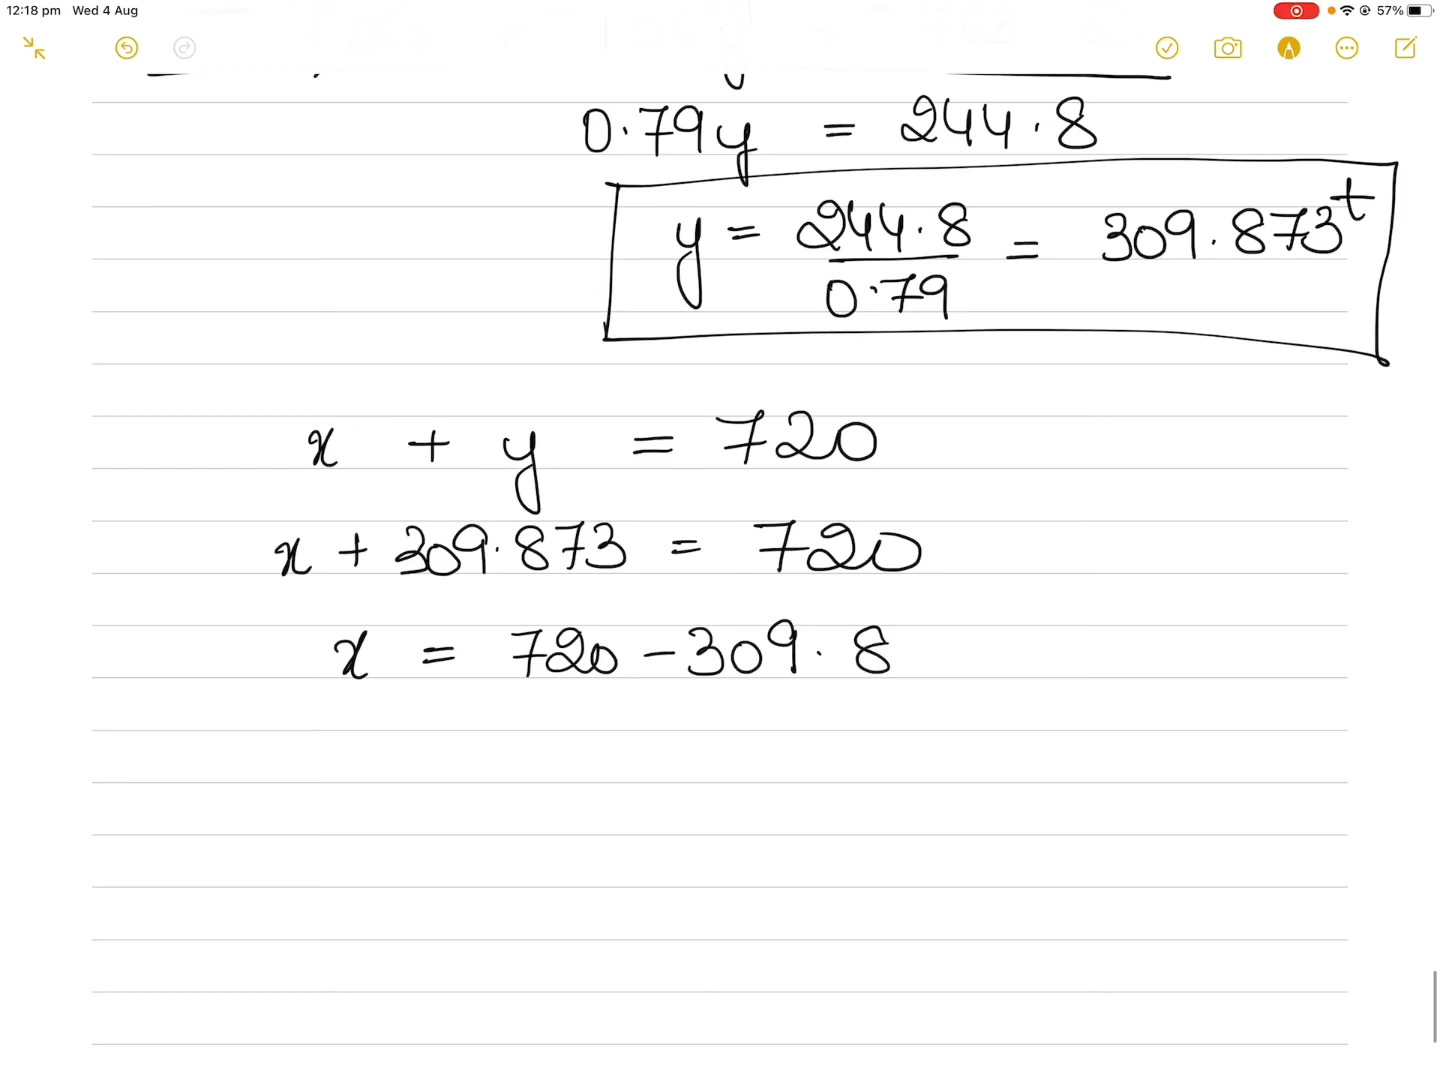 12:18 pm Wed 4 Aug 57%
0.79y = 244.8
y = 244.8 / 0.79 = 309.873t
x + y = 720
x + 309.873 = 720
x = 720 - 309.8